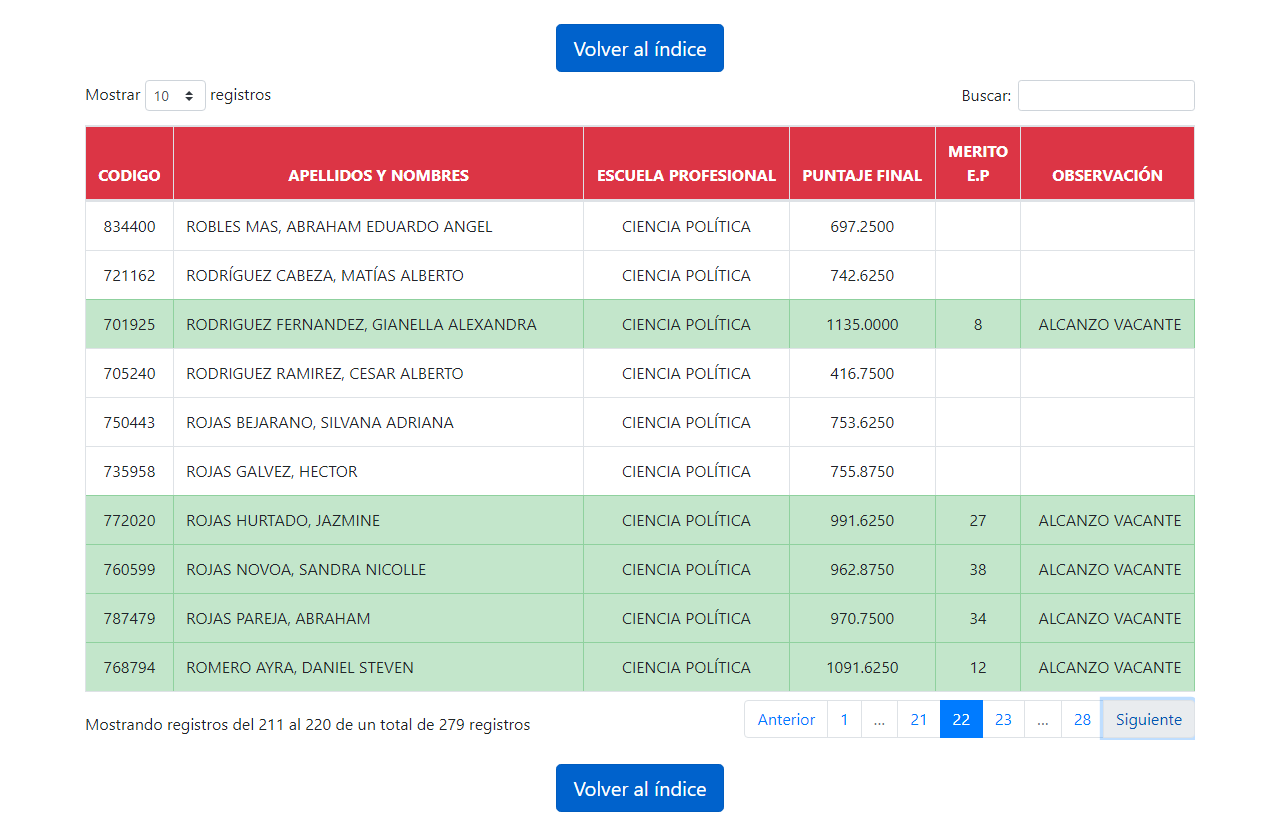 Volver al índice
Mostrar 10 registros Buscar:
CODIGO APELLIDOS Y NOMBRES ESCUELA PROFESIONAL PUNTAJE FINAL MERITO E.P OBSERVACIÓN
834400 ROBLES MAS, ABRAHAM EDUARDO ANGEL CIENCIA POLÍTICA 697.2500
721162 RODRÍGUEZ CABEZA, MATÍAS ALBERTO CIENCIA POLÍTICA 742.6250
701925 RODRIGUEZ FERNANDEZ, GIANELLA ALEXANDRA CIENCIA POLÍTICA 1135.0000 8 ALCANZO VACANTE
705240 RODRIGUEZ RAMIREZ, CESAR ALBERTO CIENCIA POLÍTICA 416.7500
750443 ROJAS BEJARANO, SILVANA ADRIANA CIENCIA POLÍTICA 753.6250
735958 ROJAS GALVEZ, HECTOR CIENCIA POLÍTICA 755.8750
772020 ROJAS HURTADO, JAZMINE CIENCIA POLÍTICA 991.6250 27 ALCANZO VACANTE
760599 ROJAS NOVOA, SANDRA NICOLLE CIENCIA POLÍTICA 962.8750 38 ALCANZO VACANTE
787479 ROJAS PAREJA, ABRAHAM CIENCIA POLÍTICA 970.7500 34 ALCANZO VACANTE
768794 ROMERO AYRA, DANIEL STEVEN CIENCIA POLÍTICA 1091.6250 12 ALCANZO VACANTE
Mostrando registros del 211 al 220 de un total de 279 registros Anterior 1 ... 21 22 23 ... 28 Siguiente
Volver al índice